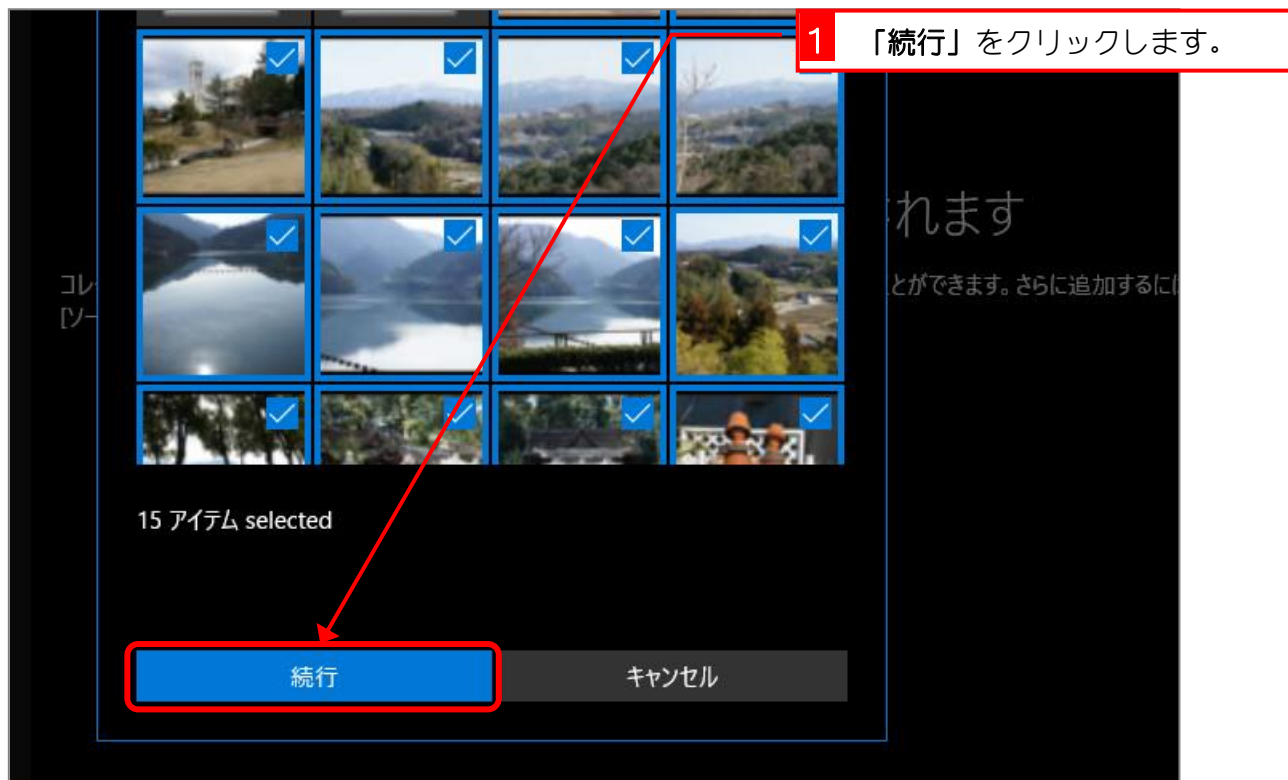 1 「続行」をクリックします。
れます
コレ
とができます。さらに追加するに
[ソー
15 アイテム selected
続行
キャンセル